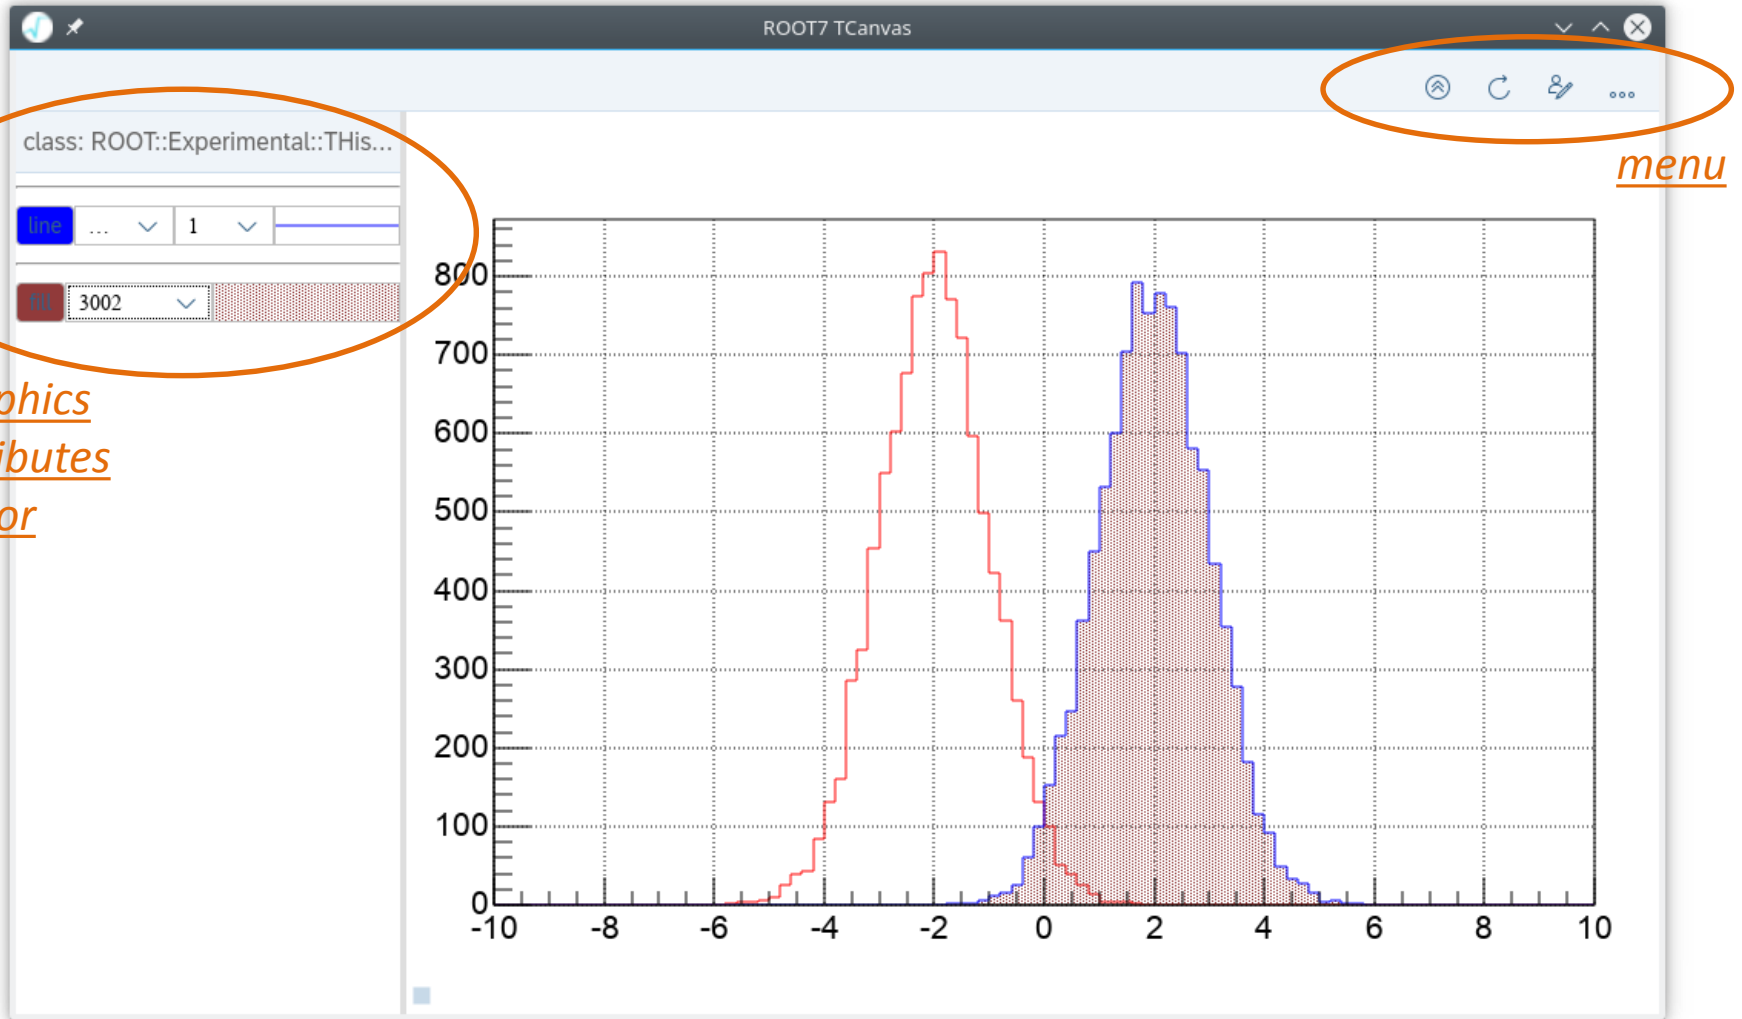 ROOT7 TCanvas
class: ROOT::Experimental::THis...
menu
line ... 1
fill 3002
phics
ibutes
or
800
700
600
500
400
300
200
100
0
-10 -8 -6 -4 -2 0 2 4 6 8 10